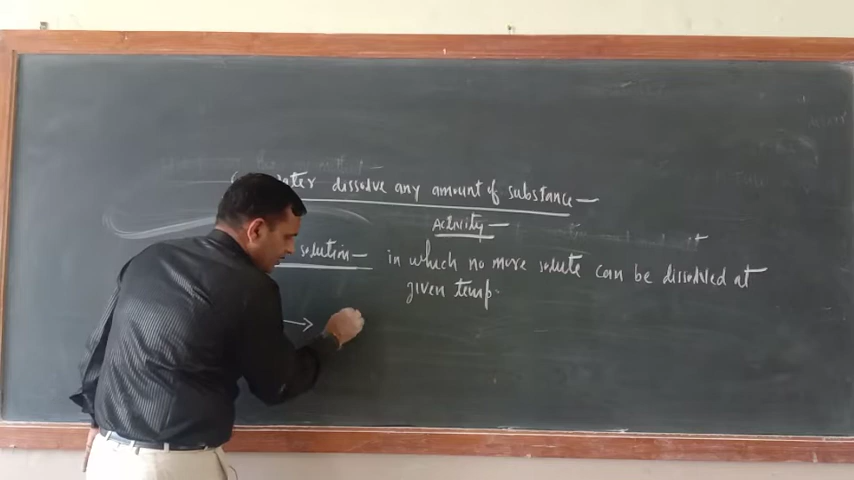 water dissolve any amount of substance—
Activity—
solution— in which no more solute can be dissolved at
given temp.
→